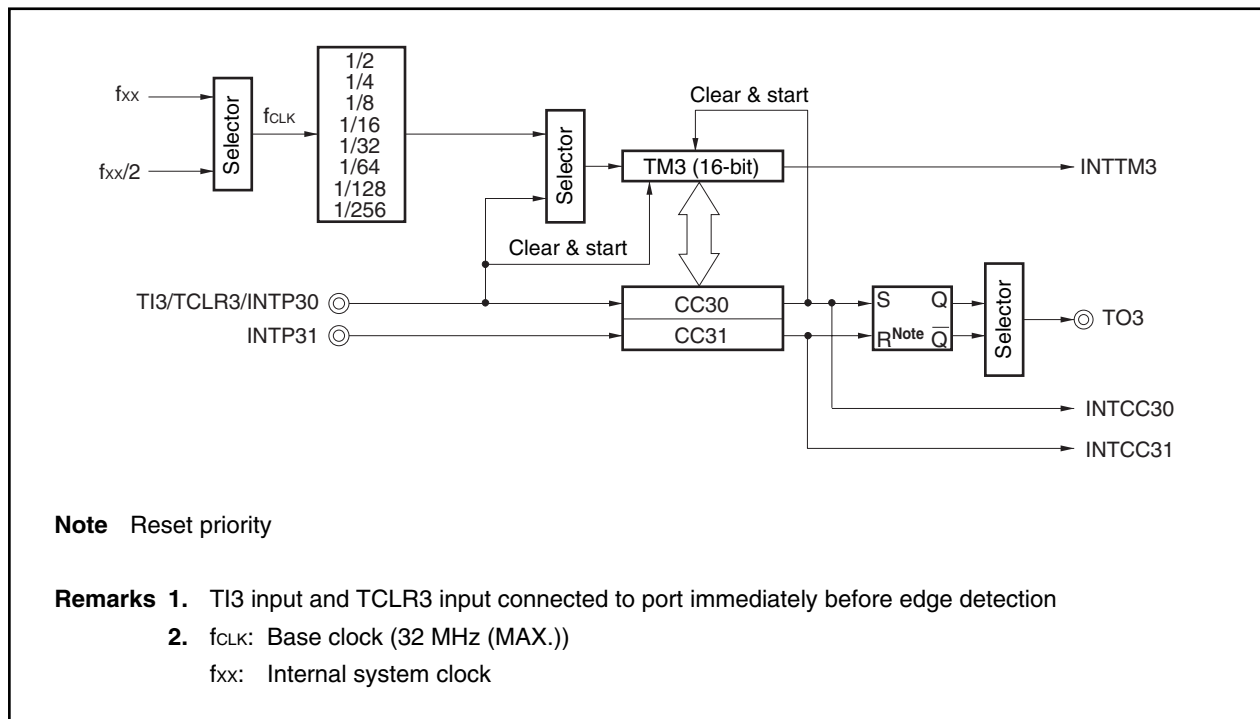 1/2
1/4
1/8
1/16
1/32
1/64
1/128
1/256
fxx
fxx/2
Selector
fCLK
Selector
Clear & start
TM3 (16-bit)
INTTM3
Clear & start
TI3/TCLR3/INTP30
INTP31
CC30
CC31
S Q
RNote Q̅
Selector
TO3
INTCC30
INTCC31
Note Reset priority
Remarks 1. TI3 input and TCLR3 input connected to port immediately before edge detection
2. fCLK: Base clock (32 MHz (MAX.))
fxx: Internal system clock